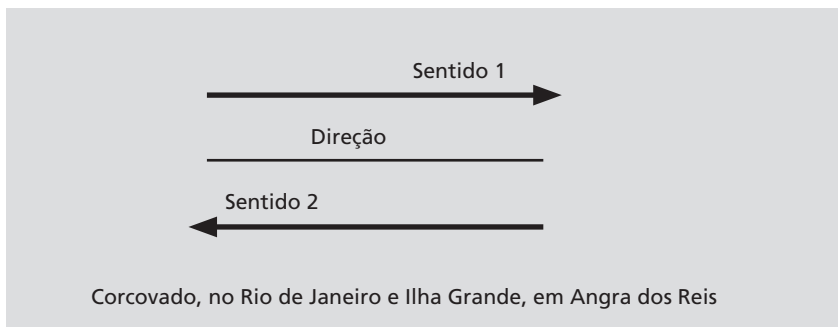 Sentido 1
Direção
Sentido 2
Corcovado, no Rio de Janeiro e Ilha Grande, em Angra dos Reis